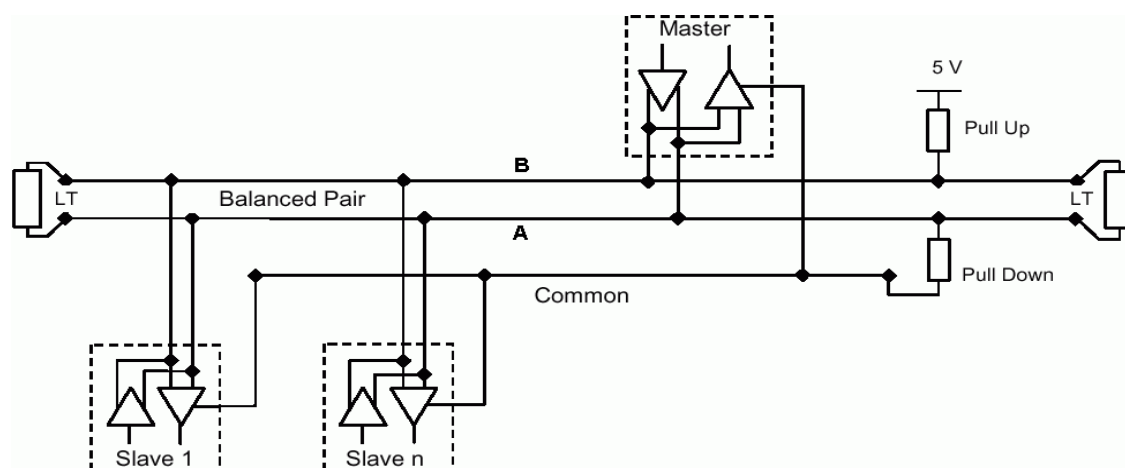 Master
5 V
Pull Up
B
LT
Balanced Pair
LT
A
Pull Down
Common
Slave 1
Slave n